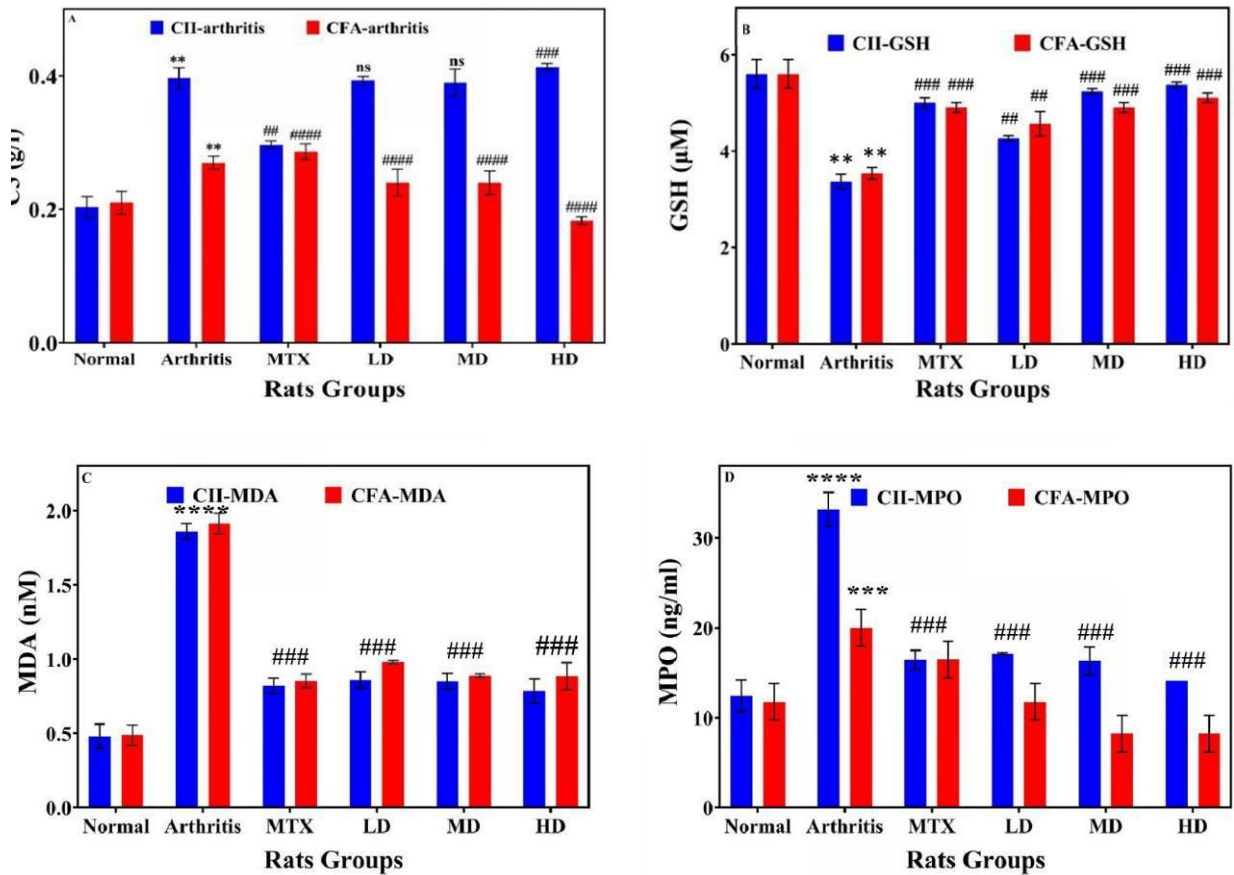 A
CII-arthritis
CFA-arthritis
** ** ## #### ns #### ns #### ### ####
0.4
0.2
0.0
Normal Arthritis MTX LD MD HD
Rats Groups
B
CII-GSH
CFA-GSH
** ** ### ### ## ## ### ### ### ###
GSH (μM)
6
4
2
0
Normal Arthritis MTX LD MD HD
Rats Groups
C
CII-MDA
CFA-MDA
**** ### ### ### ###
MDA (nM)
2.0
1.5
1.0
0.5
0.0
Normal Arthritis MTX LD MD HD
Rats Groups
D
CII-MPO
CFA-MPO
**** *** ### ### ### ###
MPO (ng/ml)
30
20
10
0
Normal Arthritis MTX LD MD HD
Rats Groups